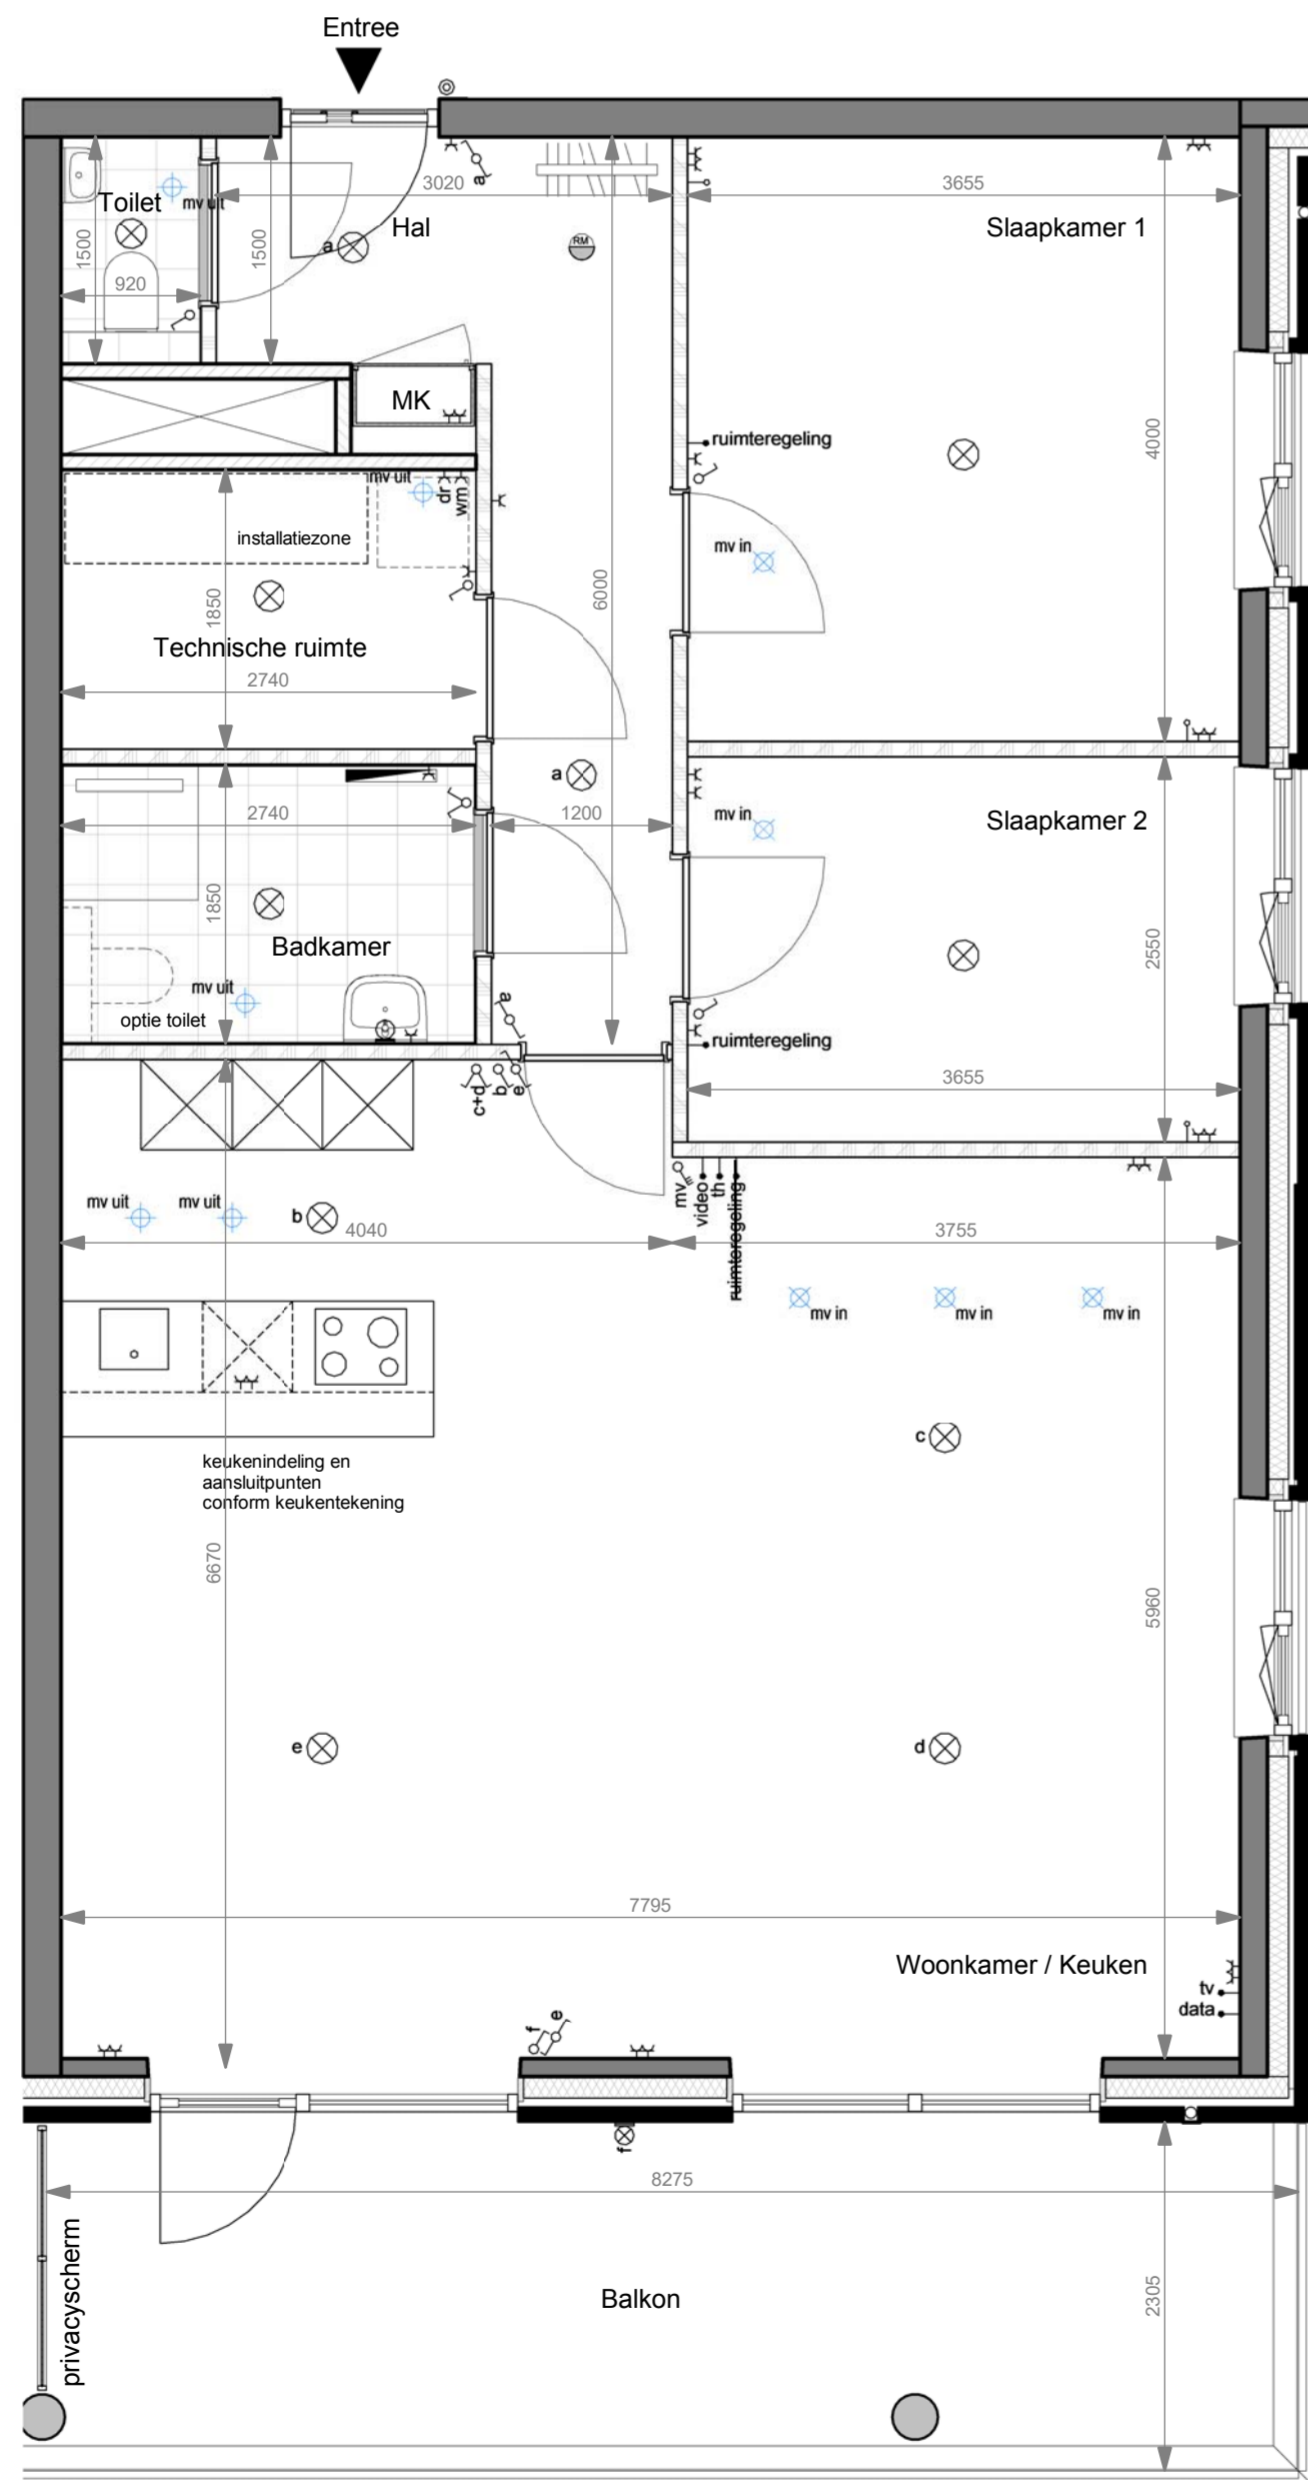 Entree
a
3020
3655
Toilet
mv uit
Hal
Slaapkamer 1
a
RM
1500
1500
920
MK
ruimteregeling
4000
mv uit
dr
wm
installatiezone
mv in
6000
1850
Technische ruimte
2740
a
mv in
Slaapkamer 2
2740
1200
1850
Badkamer
2550
mv uit
a
optie toilet
ruimteregeling
3655
c+d
b
e
mv
video
th
ruimteregeling
mv uit
mv uit
b
4040
3755
mv in
mv in
mv in
c
keukenindeling en
aansluitpunten
conform keukentekening
6670
5960
e
d
7795
Woonkamer / Keuken
tv
data
f
e
f
8275
privacyscherm
Balkon
2305